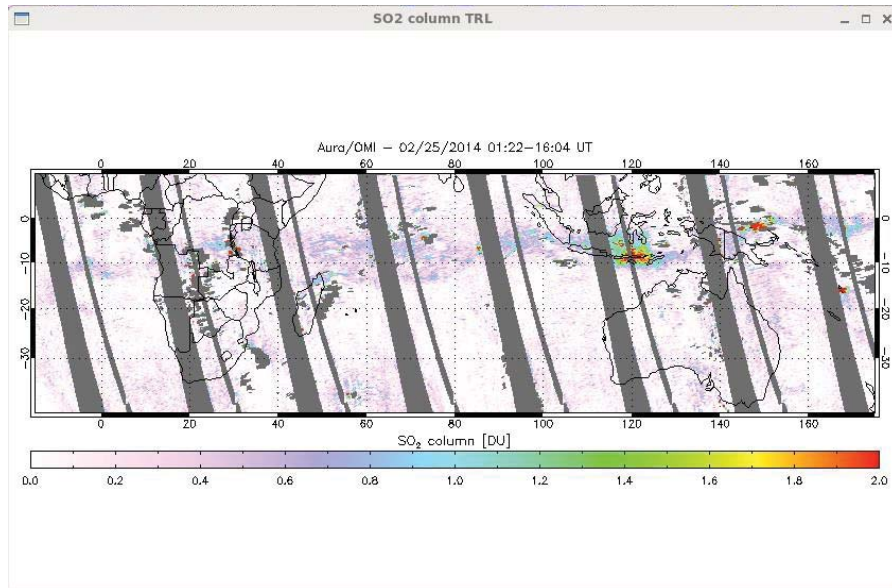 SO2 column TRL
Aura/OMI − 02/25/2014 01:22−16:04 UT
0 20 40 60 80 100 120 140 160
0 0
−10 −10
−20 −20
−30 −30
0 20 40 60 80 100 120 140 160
SO₂ column [DU]
0.0 0.2 0.4 0.6 0.8 1.0 1.2 1.4 1.6 1.8 2.0